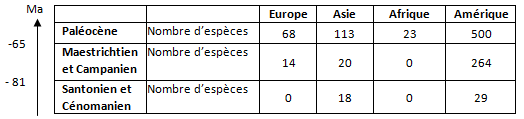 Ma
Europe Asie Afrique Amérique
Paléocène Nombre d'espèces 68 113 23 500
-65
Maestrichtien
et Campanien Nombre d'espèces 14 20 0 264
- 81
Santonien et
Cénomanien Nombre d'espèces 0 18 0 29